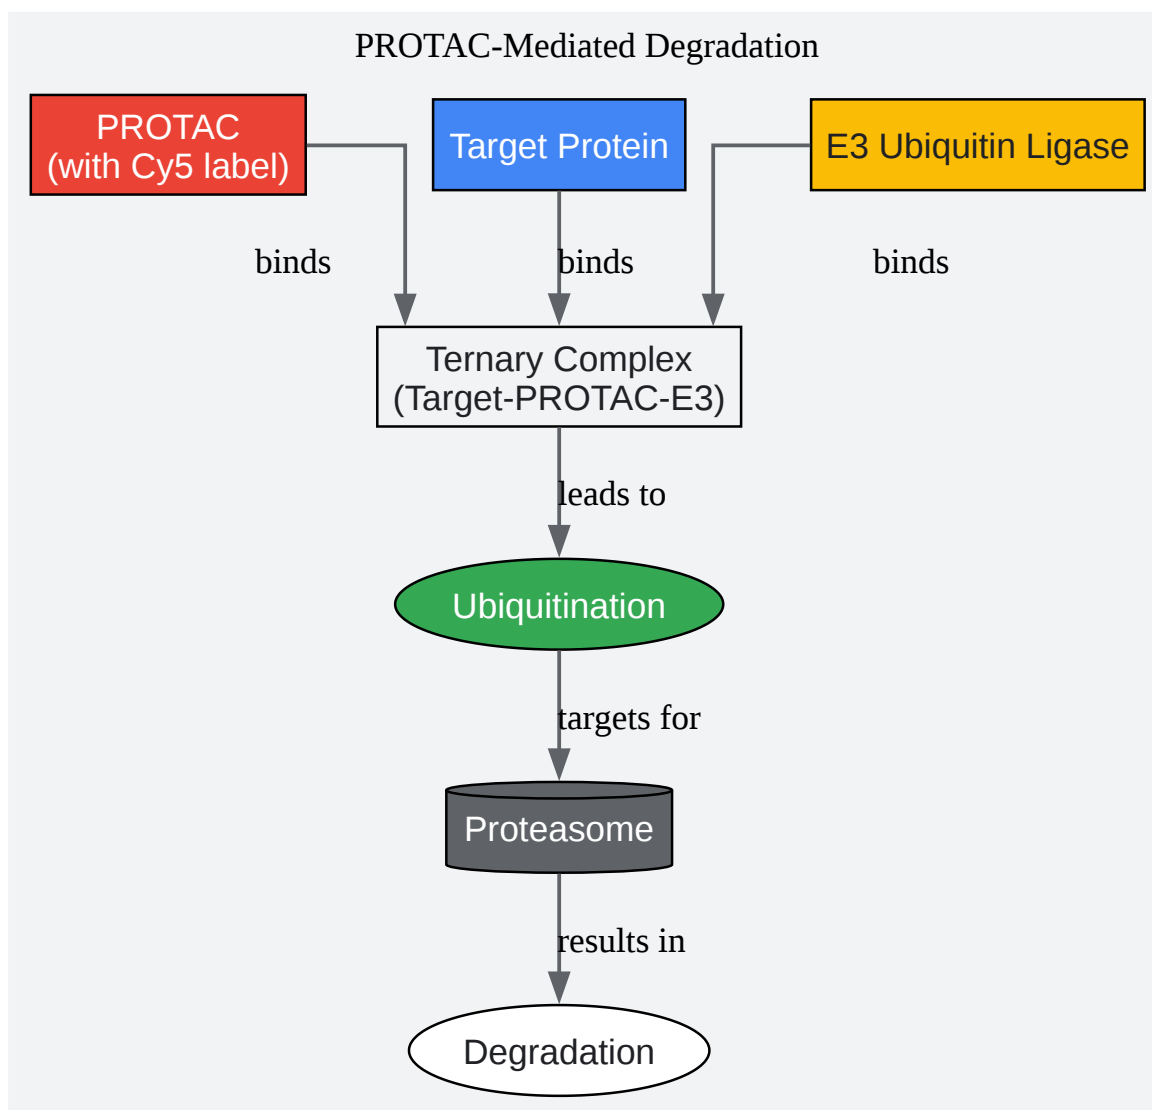 PROTAC-Mediated Degradation
PROTAC
(with Cy5 label)
Target Protein
E3 Ubiquitin Ligase
binds
binds
binds
Ternary Complex
(Target-PROTAC-E3)
leads to
Ubiquitination
targets for
Proteasome
results in
Degradation